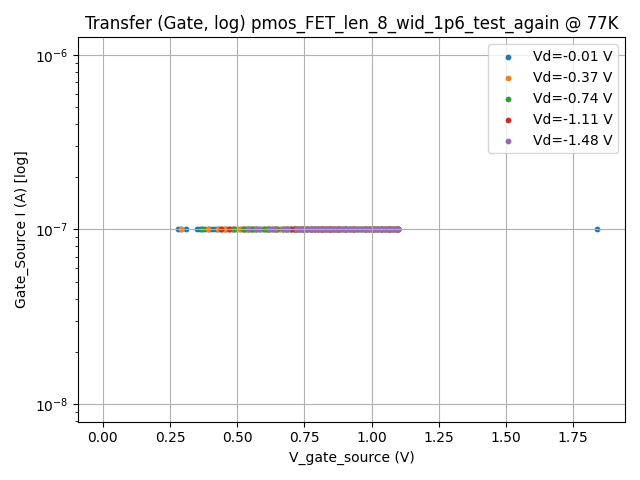 Transfer (Gate, log) pmos_FET_len_8_wid_1p6_test_again @ 77K
Vd=-0.01 V
Vd=-0.37 V
Vd=-0.74 V
Vd=-1.11 V
Vd=-1.48 V
Gate_Source I (A) [log]
10⁻⁶
10⁻⁷
10⁻⁸
0.00 0.25 0.50 0.75 1.00 1.25 1.50 1.75
V_gate_source (V)